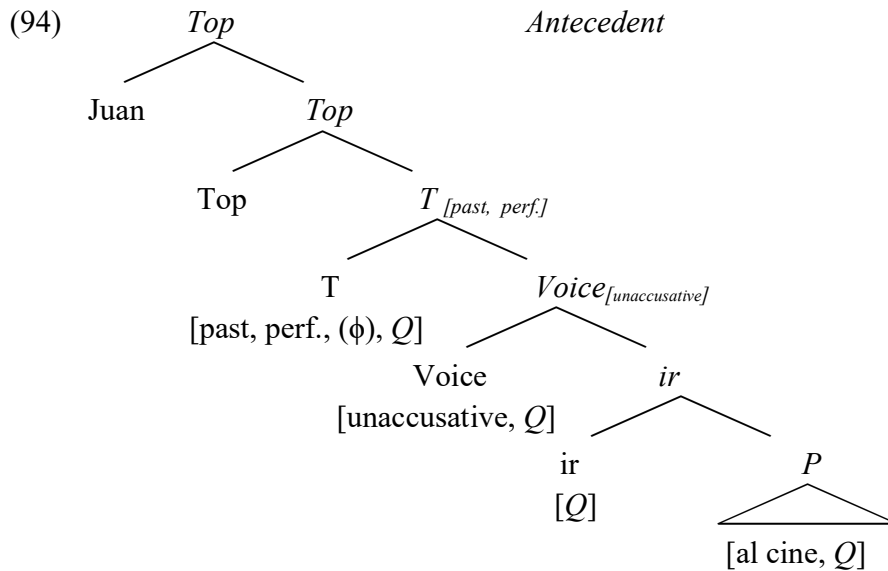 (94) Top Antecedent
Juan Top
Top T [past, perf.]
T Voice[unaccusative]
[past, perf., (ϕ), Q]
Voice ir
[unaccusative, Q]
ir P
[Q]
[al cine, Q]